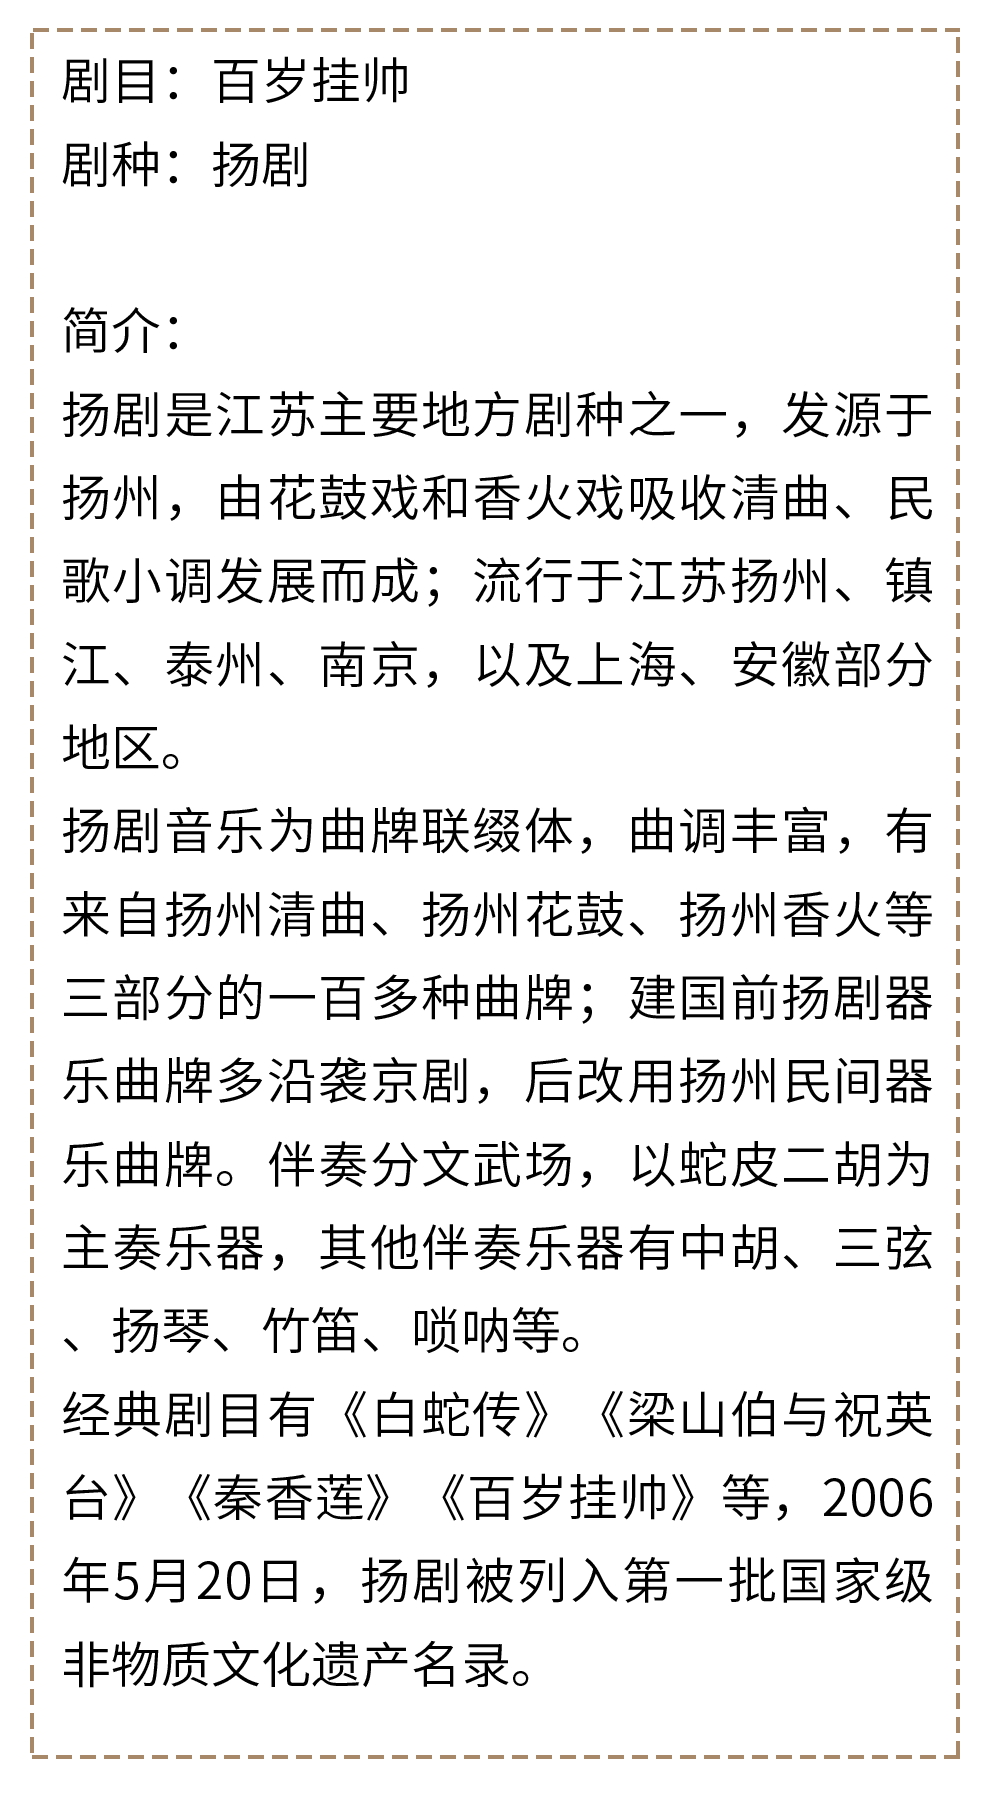 剧目：百岁挂帅
剧种：扬剧
简介：
扬剧是江苏主要地方剧种之一，发源于
扬州，由花鼓戏和香火戏吸收清曲、民
歌小调发展而成；流行于江苏扬州、镇
江、泰州、南京，以及上海、安徽部分
地区。
扬剧音乐为曲牌联缀体，曲调丰富，有
来自扬州清曲、扬州花鼓、扬州香火等
三部分的一百多种曲牌；建国前扬剧器
乐曲牌多沿袭京剧，后改用扬州民间器
乐曲牌。伴奏分文武场，以蛇皮二胡为
主奏乐器，其他伴奏乐器有中胡、三弦
、扬琴、竹笛、唢呐等。
经典剧目有《白蛇传》《梁山伯与祝英
台》《秦香莲》《百岁挂帅》等，2006
年5月20日，扬剧被列入第一批国家级
非物质文化遗产名录。